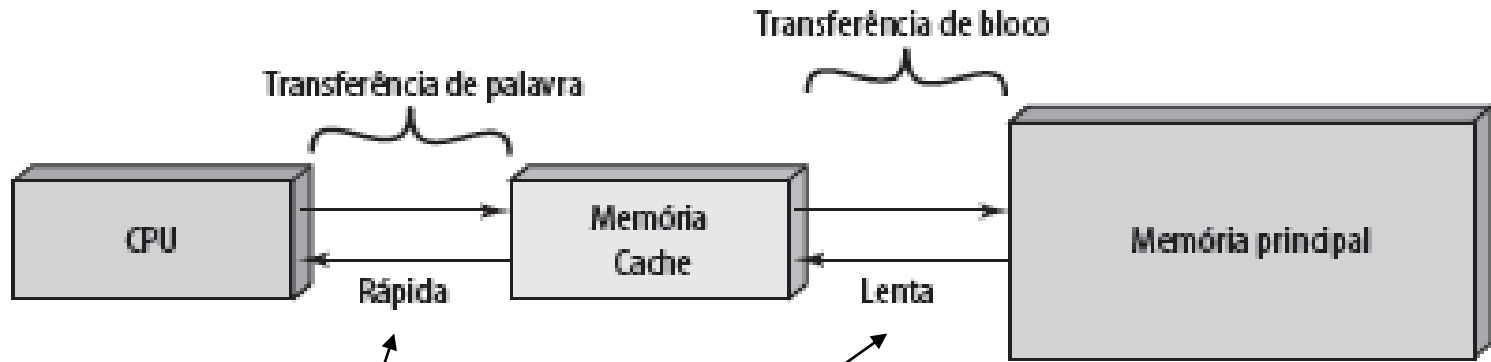 Transferência de bloco
Transferência de palavra
CPU
Memória
Cache
Memória principal
Rápida
Lenta